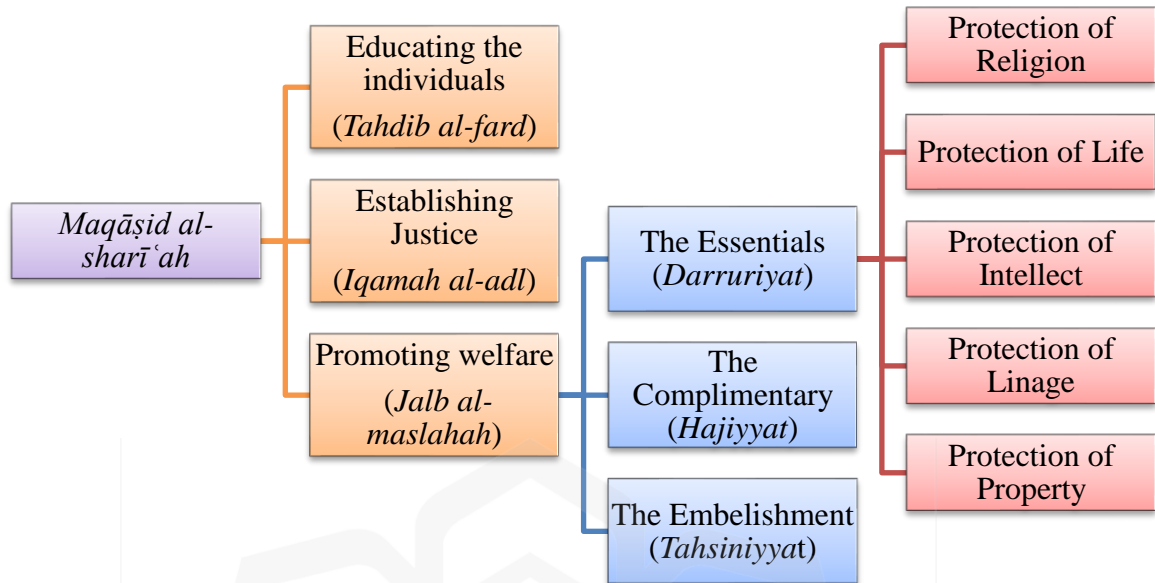 Maqāṣid al-
sharī ʿah
Educating the
individuals
(Tahdib al-fard)
Establishing
Justice
(Iqamah al-adl)
Promoting welfare
(Jalb al-
maslahah)
The Essentials
(Darruriyat)
The
Complimentary
(Hajiyyat)
The Embelishment
(Tahsiniyyat)
Protection of
Religion
Protection of Life
Protection of
Intellect
Protection of
Linage
Protection of
Property